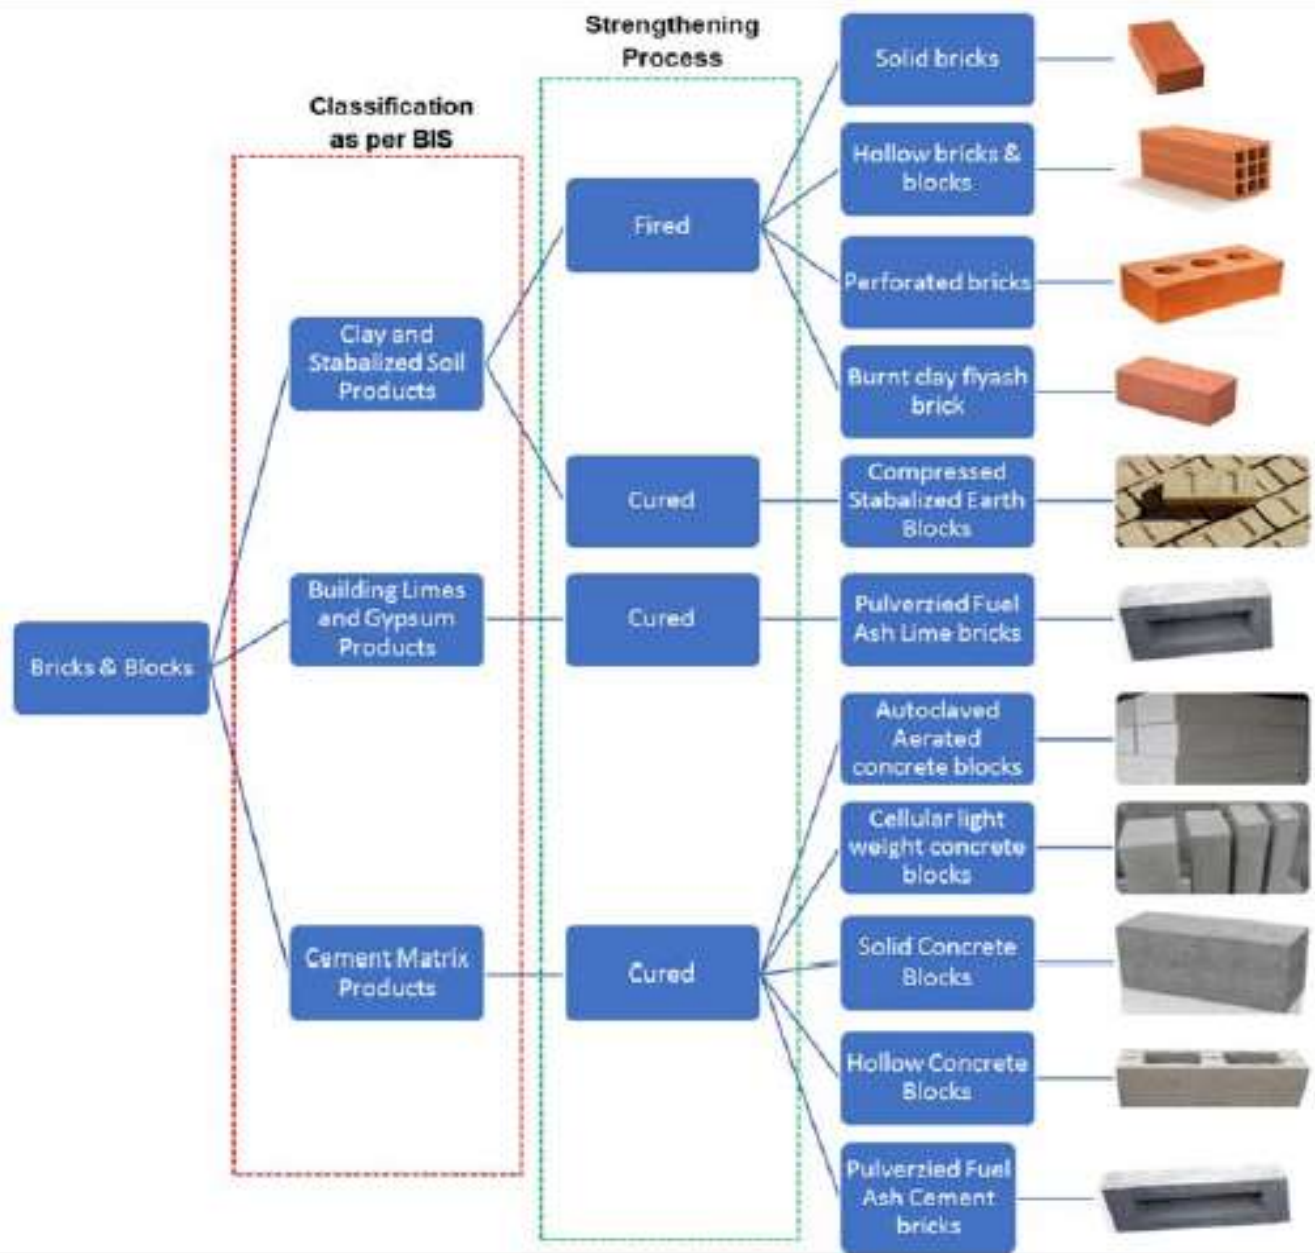 Strengthening
Process
Classification
as per BIS
Bricks & Blocks
Clay and
Stabalized Soil
Products
Building Limes
and Gypsum
Products
Cement Matrix
Products
Fired
Cured
Cured
Cured
Solid bricks
Hollow bricks &
blocks
Perforated bricks
Burnt clay flyash
brick
Compressed
Stabalized Earth
Blocks
Pulverzied Fuel
Ash Lime bricks
Autoclaved
Aerated
concrete blocks
Cellular light
weight concrete
blocks
Solid Concrete
Blocks
Hollow Concrete
Blocks
Pulverzied Fuel
Ash Cement
bricks